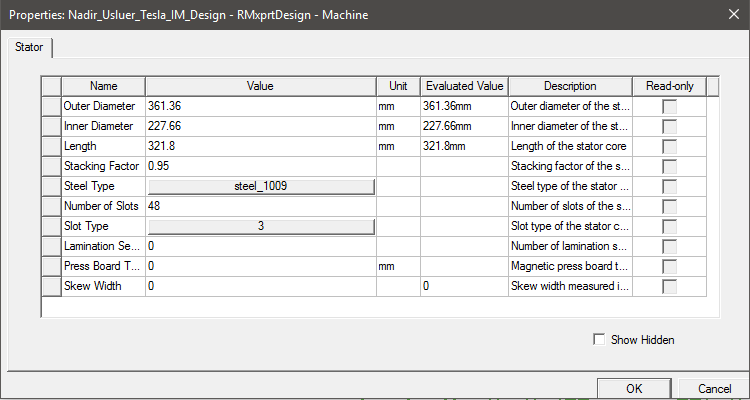 Properties: Nadir_Usluer_Tesla_IM_Design - RMxprtDesign - Machine
Stator
Name Value Unit Evaluated Value Description Read-only
Outer Diameter 361.36 mm 361.36mm Outer diameter of the st...
Inner Diameter 227.66 mm 227.66mm Inner diameter of the st...
Length 321.8 mm 321.8mm Length of the stator core
Stacking Factor 0.95 Stacking factor of the s...
Steel Type steel_1009 Steel type of the stator ...
Number of Slots 48 Number of slots of the s...
Slot Type 3 Slot type of the stator c...
Lamination Se... 0 Number of lamination s...
Press Board T... 0 mm Magnetic press board t...
Skew Width 0 0 Skew width measured i...
Show Hidden
OK Cancel